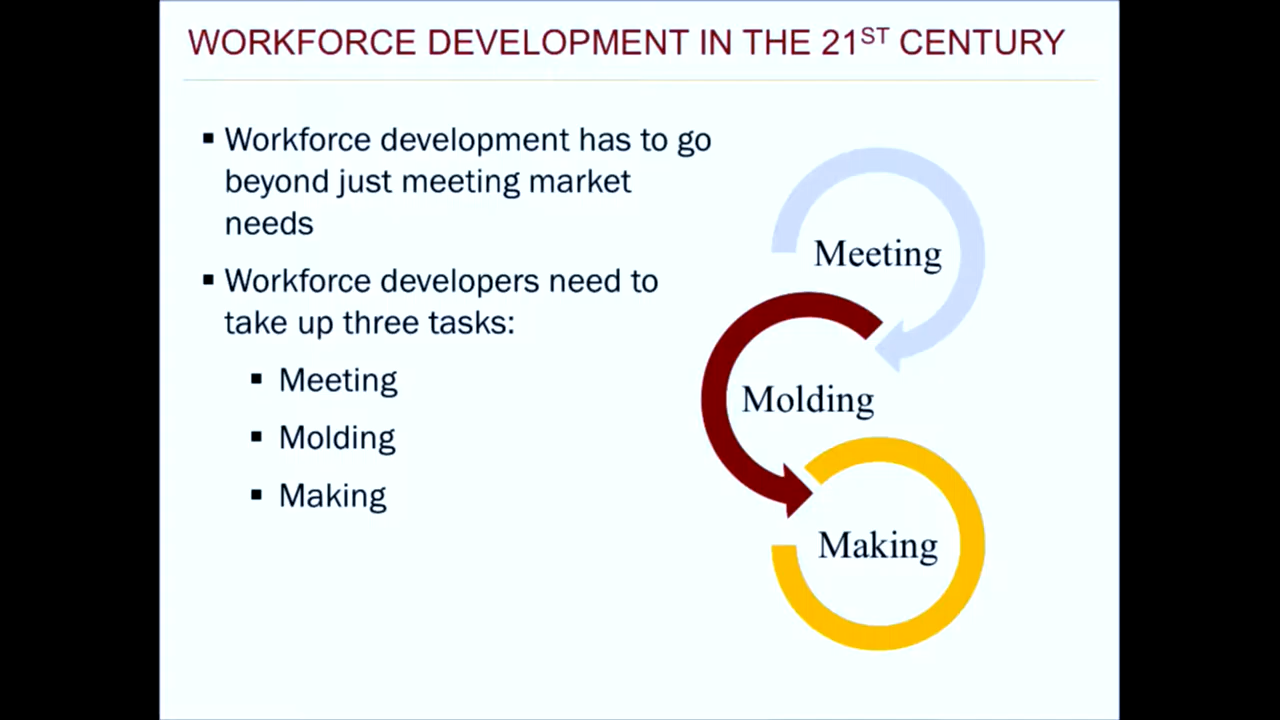 WORKFORCE DEVELOPMENT IN THE 21ST CENTURY
▪ Workforce development has to go
beyond just meeting market
needs
▪ Workforce developers need to
take up three tasks:
▪ Meeting
▪ Molding
▪ Making
Meeting
Molding
Making